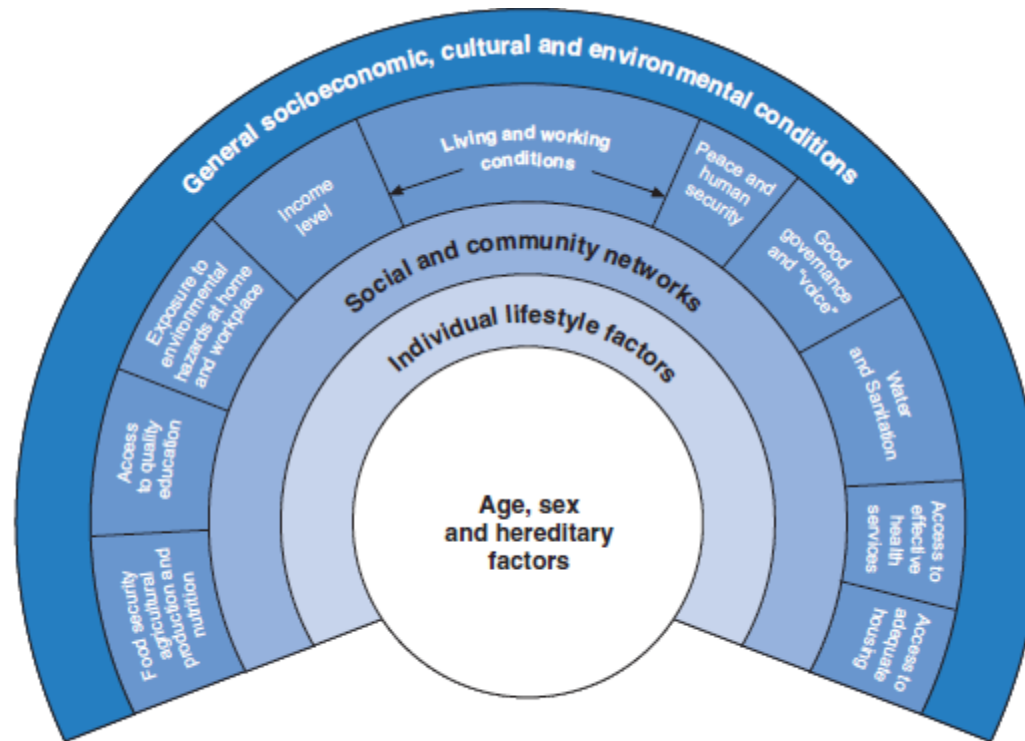 General socioeconomic, cultural and environmental conditions
Living and working
conditions
Income
level
Peace and
human
security
Good
governance
and "voice"
Exposure to
environmental
hazards at home
and workplace
Water
and Sanitation
Access
to quality
education
Access to
effective
health
services
Food security
agricultural
production and
nutrition
Access to
adequate
housing
Social and community networks
Individual lifestyle factors
Age, sex
and hereditary
factors